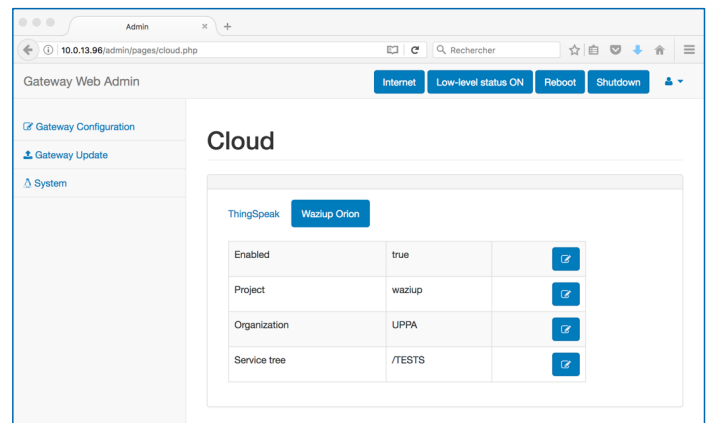 Admin
10.0.13.96/admin/pages/cloud.php
Rechercher
Gateway Web Admin
Internet
Low-level status ON
Reboot
Shutdown
Gateway Configuration
Gateway Update
System
Cloud
ThingSpeak
Waziup Orion
Enabled true
Project waziup
Organization UPPA
Service tree /TESTS